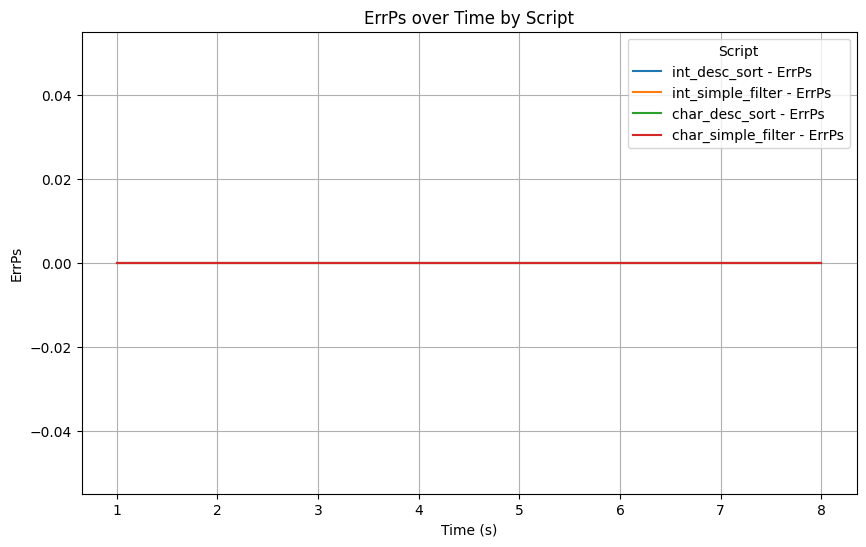 ErrPs over Time by Script
Script
int_desc_sort - ErrPs
int_simple_filter - ErrPs
char_desc_sort - ErrPs
char_simple_filter - ErrPs
ErrPs
0.04
0.02
0.00
−0.02
−0.04
1 2 3 4 5 6 7 8
Time (s)